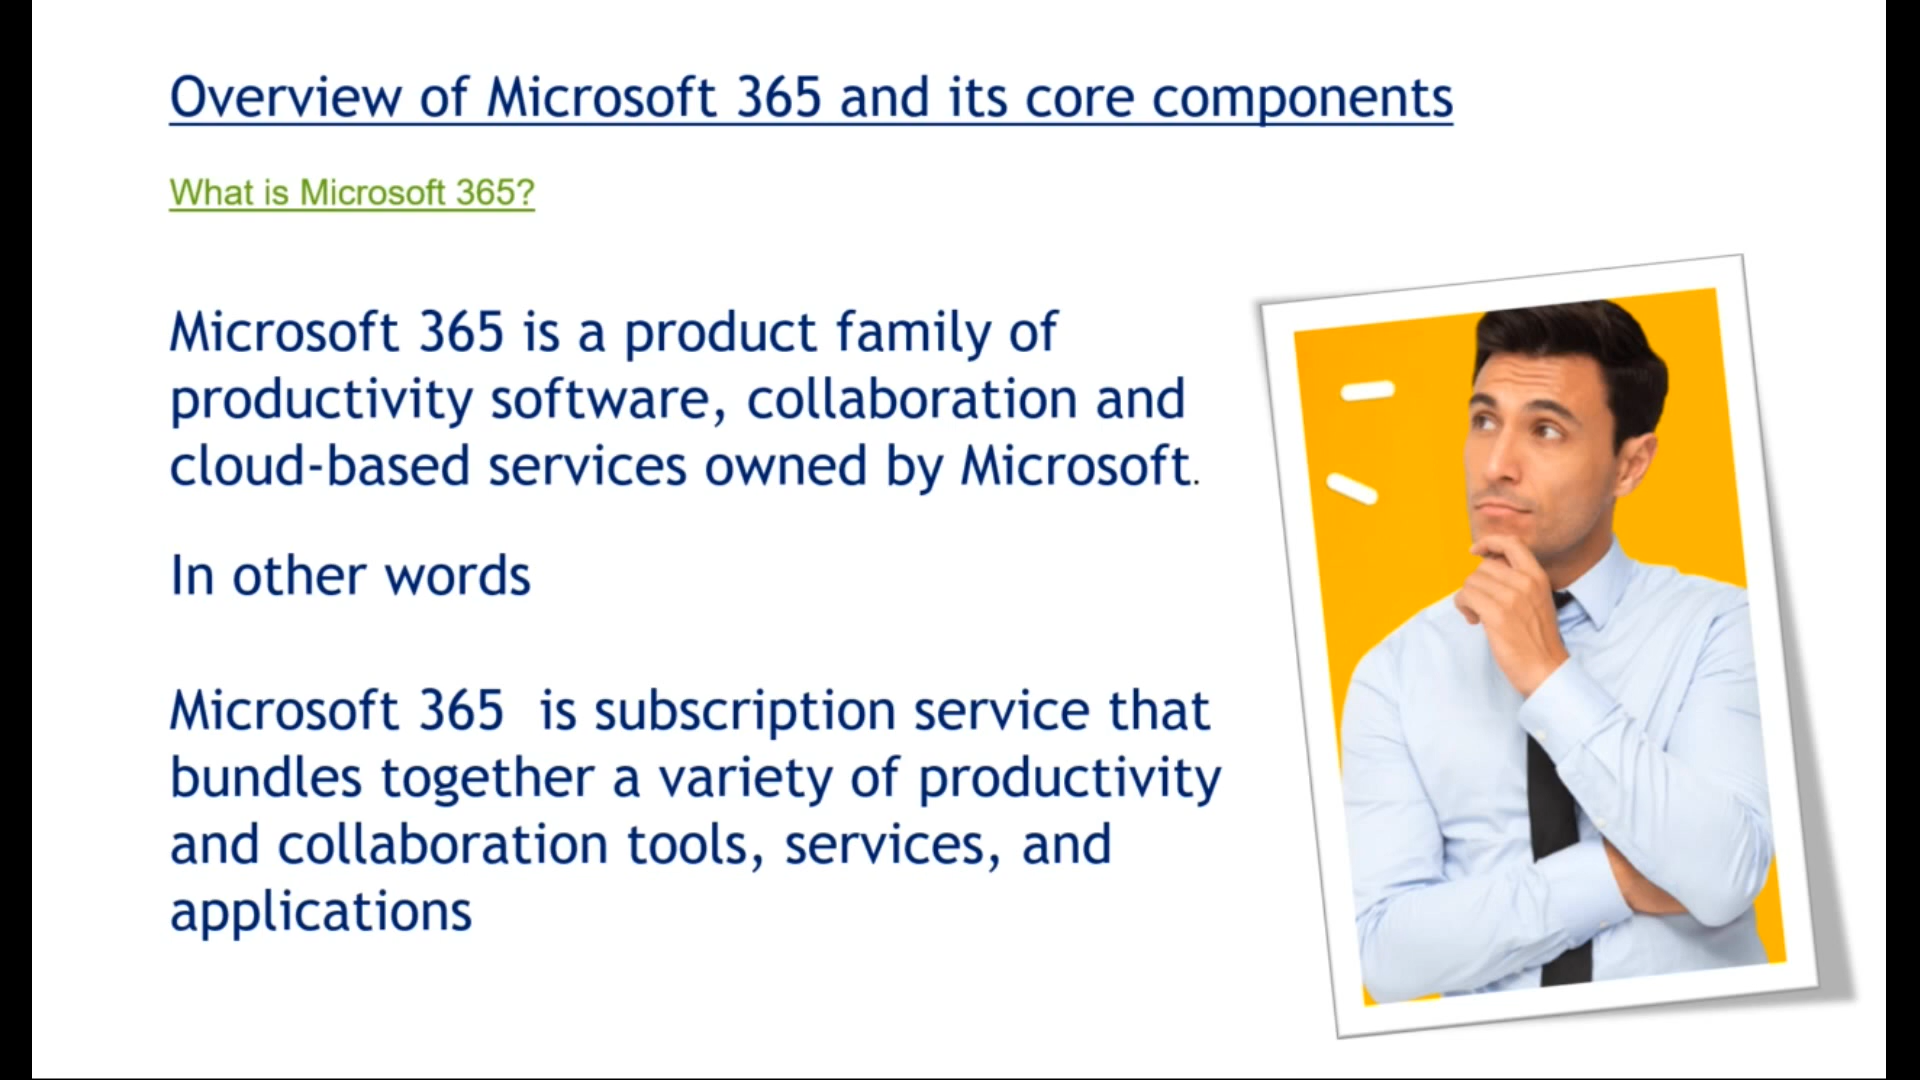 Overview of Microsoft 365 and its core components
What is Microsoft 365?
Microsoft 365 is a product family of
productivity software, collaboration and
cloud-based services owned by Microsoft.
In other words
Microsoft 365  is subscription service that
bundles together a variety of productivity
and collaboration tools, services, and
applications